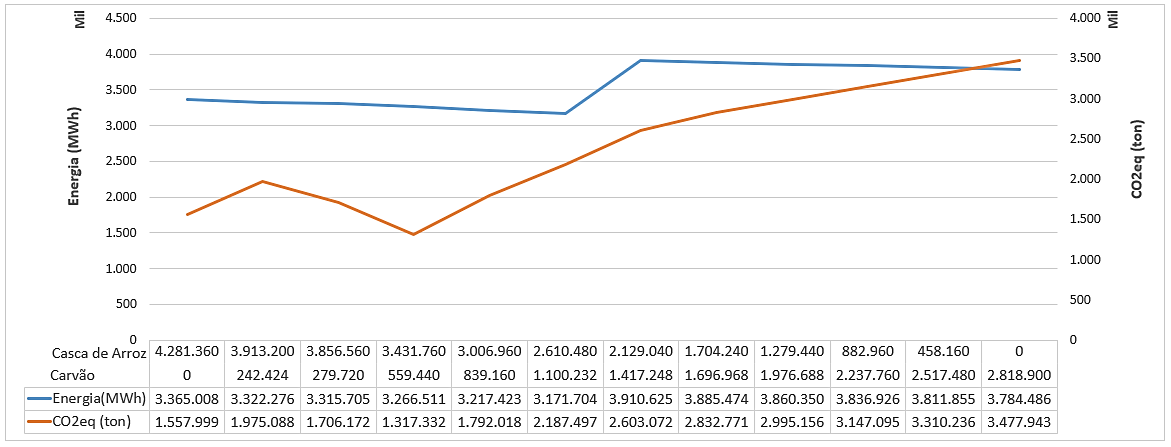 Mil
Mil
4.500
4.000
3.500
3.000
2.500
2.000
1.500
1.000
500
0
Energia (MWh)
4.000
3.500
3.000
2.500
2.000
1.500
1.000
500
0
CO2eq (ton)
Casca de Arroz 4.281.360 3.913.200 3.856.560 3.431.760 3.006.960 2.610.480 2.129.040 1.704.240 1.279.440 882.960 458.160 0
Carvão 0 242.424 279.720 559.440 839.160 1.100.232 1.417.248 1.696.968 1.976.688 2.237.760 2.517.480 2.818.900
Energia(MWh) 3.365.008 3.322.276 3.315.705 3.266.511 3.217.423 3.171.704 3.910.625 3.885.474 3.860.350 3.836.926 3.811.855 3.784.486
CO2eq (ton) 1.557.999 1.975.088 1.706.172 1.317.332 1.792.018 2.187.497 2.603.072 2.832.771 2.995.156 3.147.095 3.310.236 3.477.943